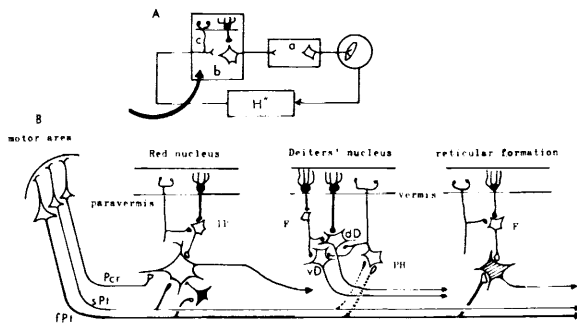 A
c
b
a
H"
B
motor area
Red nucleus
Deiters' nucleus
reticular formation
paravermis
vermis
IP
F
dD
vD
PH
F
Pcr
sPt
fPt